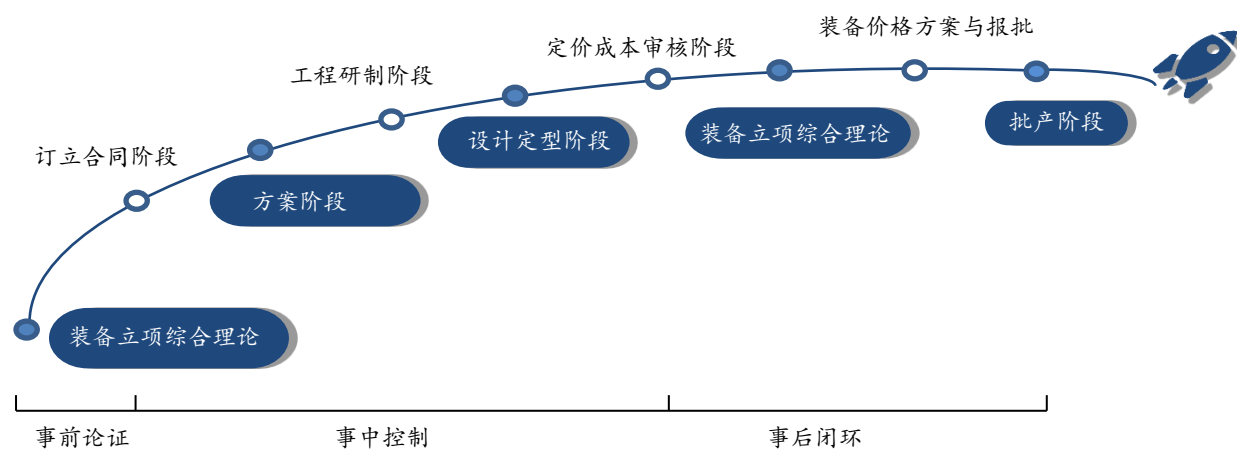 装备价格方案与报批
定价成本审核阶段
工程研制阶段
批产阶段
设计定型阶段
装备立项综合理论
订立合同阶段
方案阶段
装备立项综合理论
事前论证
事中控制
事后闭环